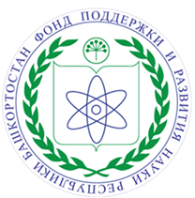 ФОНД ПОДДЕРЖКИ И РАЗВИТИЯ НАУКИ РЕСПУБЛИКИ БАШКОРТОСТАН